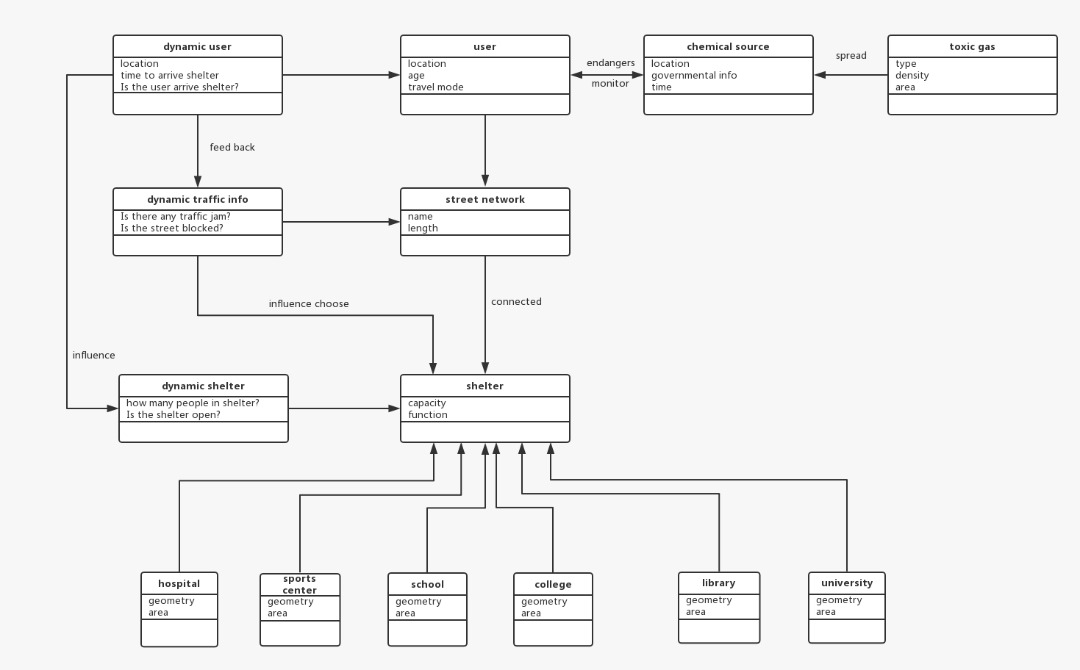 dynamic user
location
time to arrive shelter
Is the user arrive shelter?
user
location
age
travel mode
endangers
monitor
chemical source
location
governmental info
time
spread
toxic gas
type
density
area
feed back
dynamic traffic info
Is there any traffic jam?
Is the street blocked?
street network
name
length
influence choose
connected
influence
dynamic shelter
how many people in shelter?
Is the shelter open?
shelter
capacity
function
hospital
geometry
area
sports
center
geometry
area
school
geometry
area
college
geometry
area
library
geometry
area
university
geometry
area